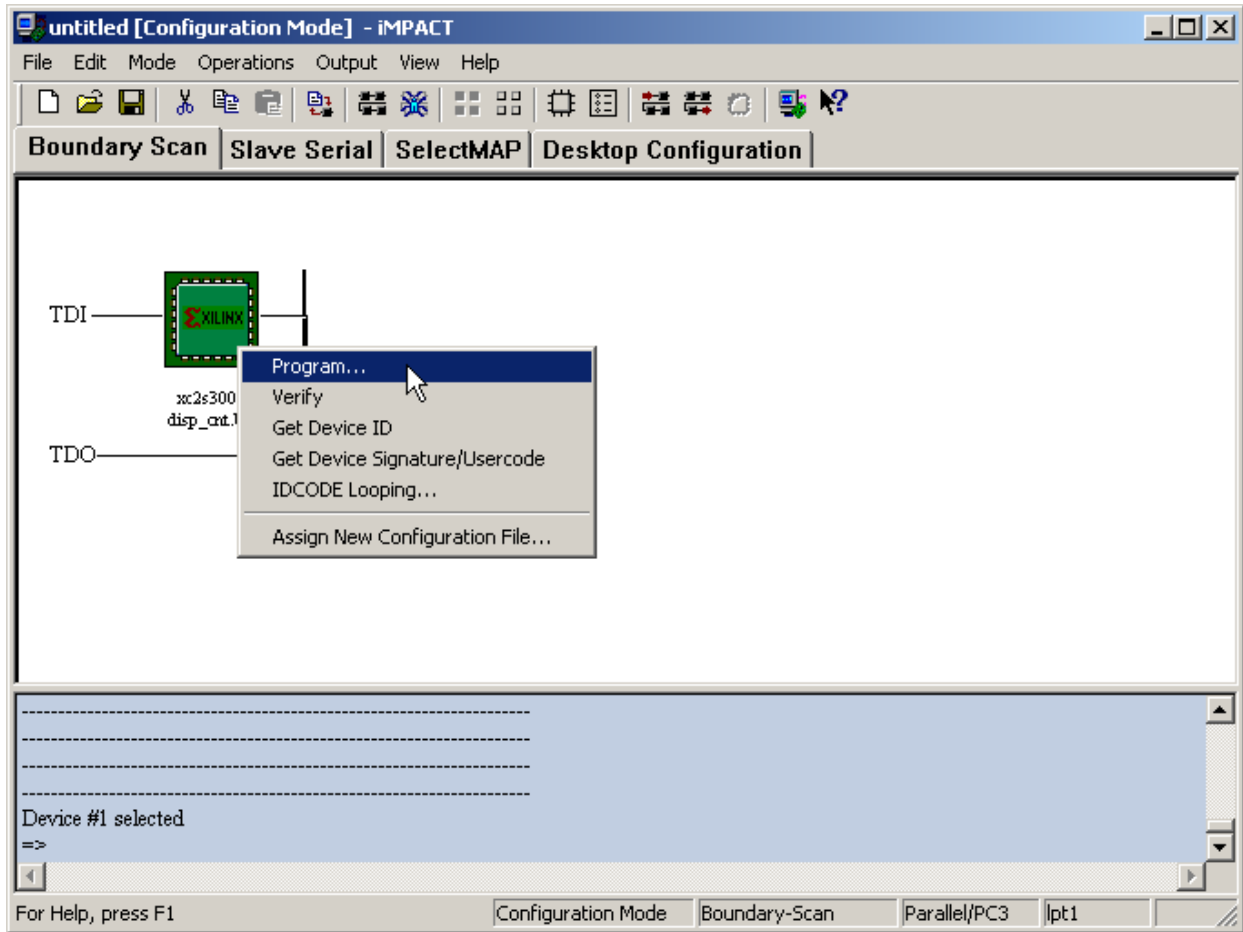 untitled [Configuration Mode] - iMPACT
File Edit Mode Operations Output View Help
Boundary Scan Slave Serial SelectMAP Desktop Configuration
TDI
XILINX
xc2s300
disp_cnt.
TDO
Program...
Verify
Get Device ID
Get Device Signature/Usercode
IDCODE Looping...
Assign New Configuration File...
--------------------------------------------------------------------
--------------------------------------------------------------------
--------------------------------------------------------------------
--------------------------------------------------------------------
Device #1 selected
=>
For Help, press F1 Configuration Mode Boundary-Scan Parallel/PC3 lpt1